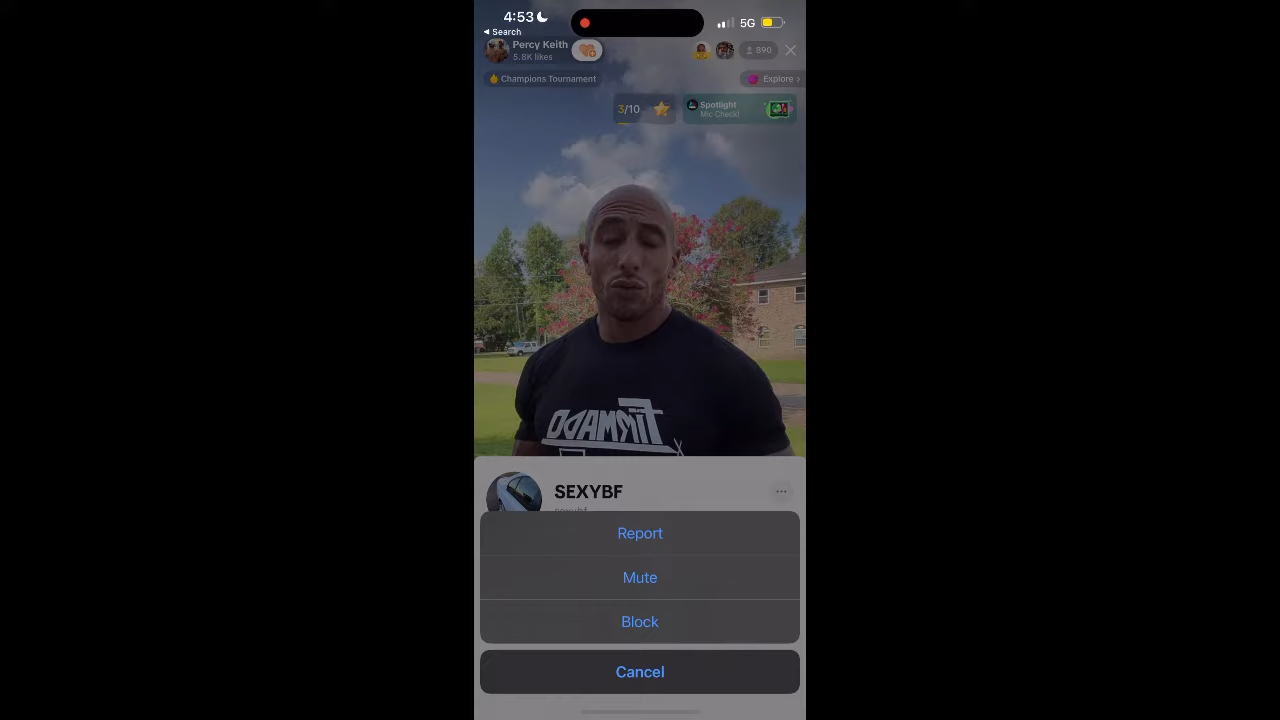 4:53
5G
◀ Search
Percy Keith
5.8K likes
890
Champions Tournament
Explore ›
3/10
Spotlight
Mic Check!
SEXYBF
sexybf
Report
Mute
Block
Cancel